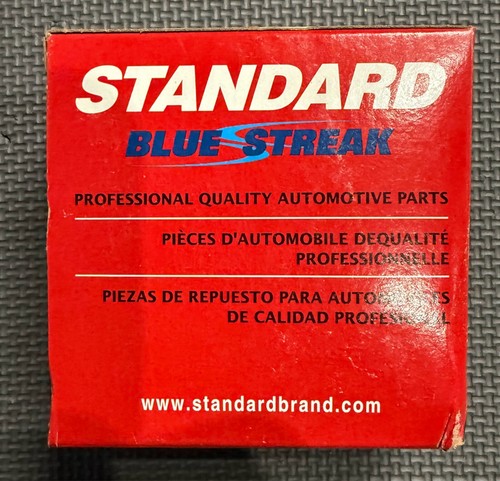 STANDARD
BLUE STREAK
PROFESSIONAL QUALITY AUTOMOTIVE PARTS
PIÈCES D'AUTOMOBILE DEQUALITÉ
PROFESSIONNELLE
PIEZAS DE REPUESTO PARA
DE CALIDAD
www.standardbrand.com